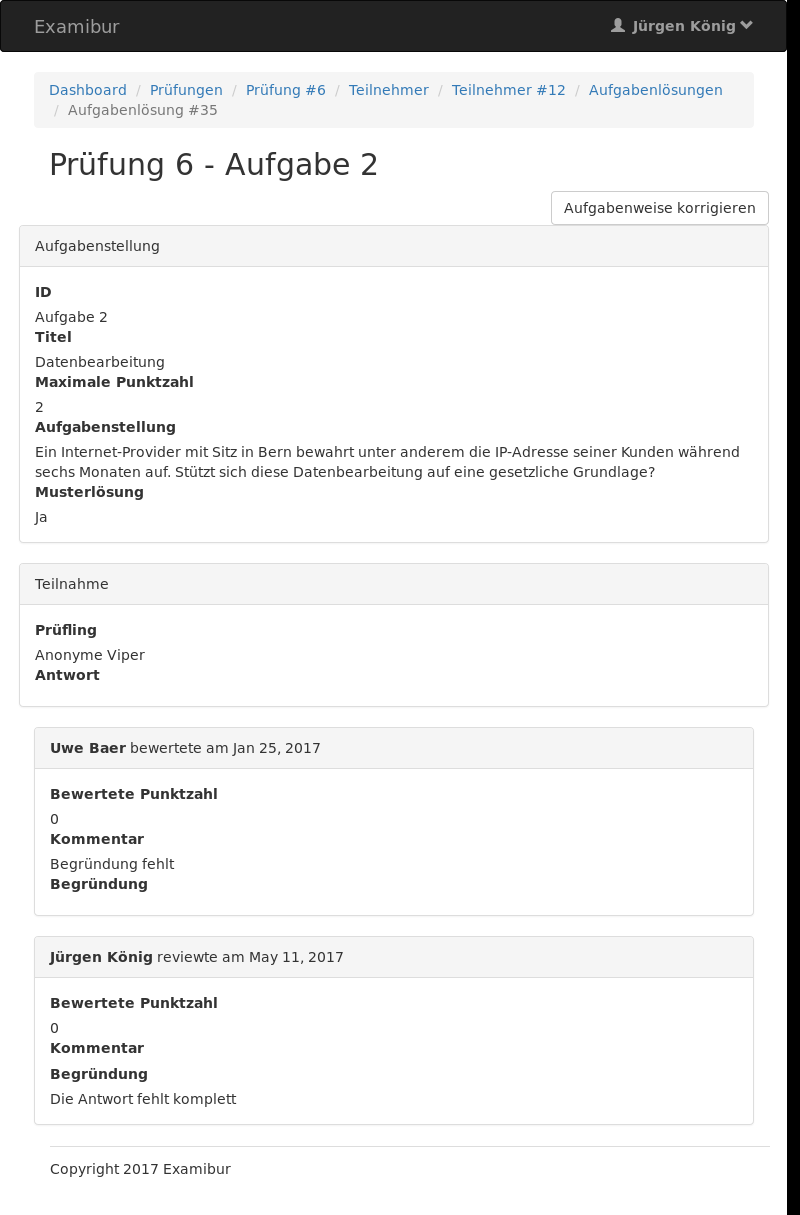 Examibur
Jürgen König
Dashboard / Prüfungen / Prüfung #6 / Teilnehmer / Teilnehmer #12 / Aufgabenlösungen
/ Aufgabenlösung #35
Prüfung 6 - Aufgabe 2
Aufgabenweise korrigieren
Aufgabenstellung
ID
Aufgabe 2
Titel
Datenbearbeitung
Maximale Punktzahl
2
Aufgabenstellung
Ein Internet-Provider mit Sitz in Bern bewahrt unter anderem die IP-Adresse seiner Kunden während
sechs Monaten auf. Stützt sich diese Datenbearbeitung auf eine gesetzliche Grundlage?
Musterlösung
Ja
Teilnahme
Prüfling
Anonyme Viper
Antwort
Uwe Baer bewertete am Jan 25, 2017
Bewertete Punktzahl
0
Kommentar
Begründung fehlt
Begründung
Jürgen König reviewte am May 11, 2017
Bewertete Punktzahl
0
Kommentar
Begründung
Die Antwort fehlt komplett
Copyright 2017 Examibur